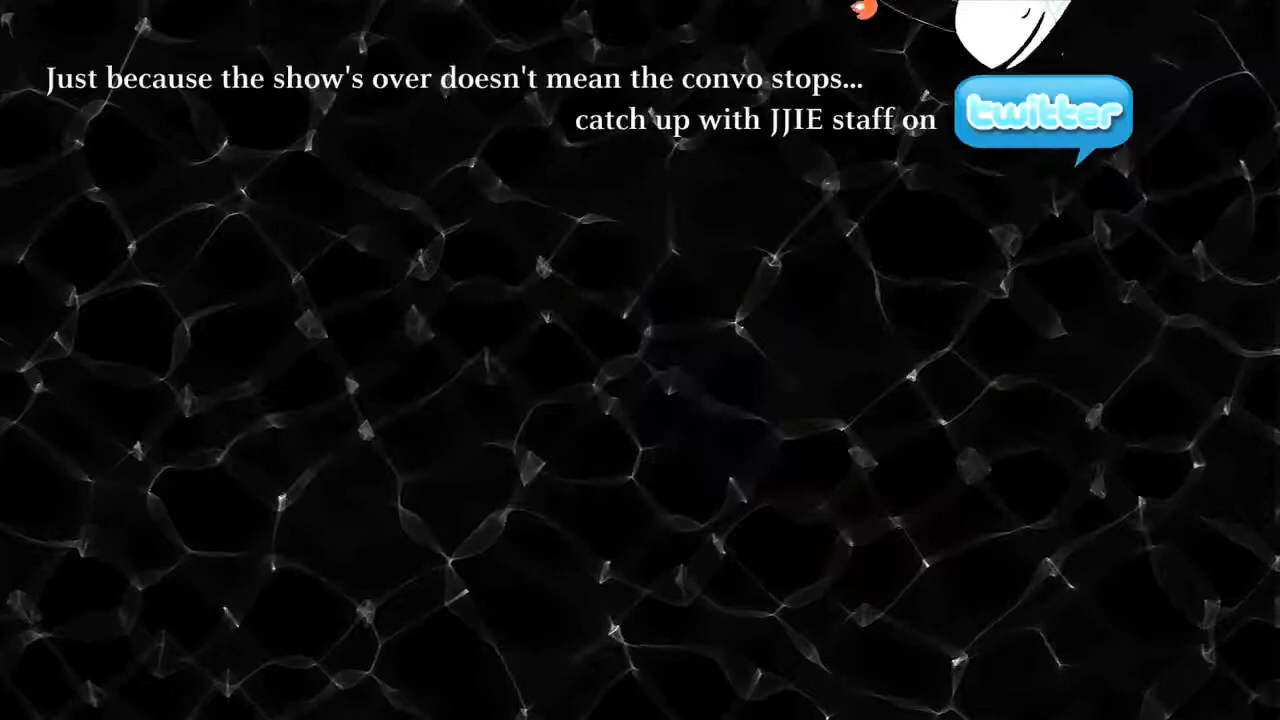 Just because the show's over doesn't mean the convo stops...
catch up with JJIE staff on twitter